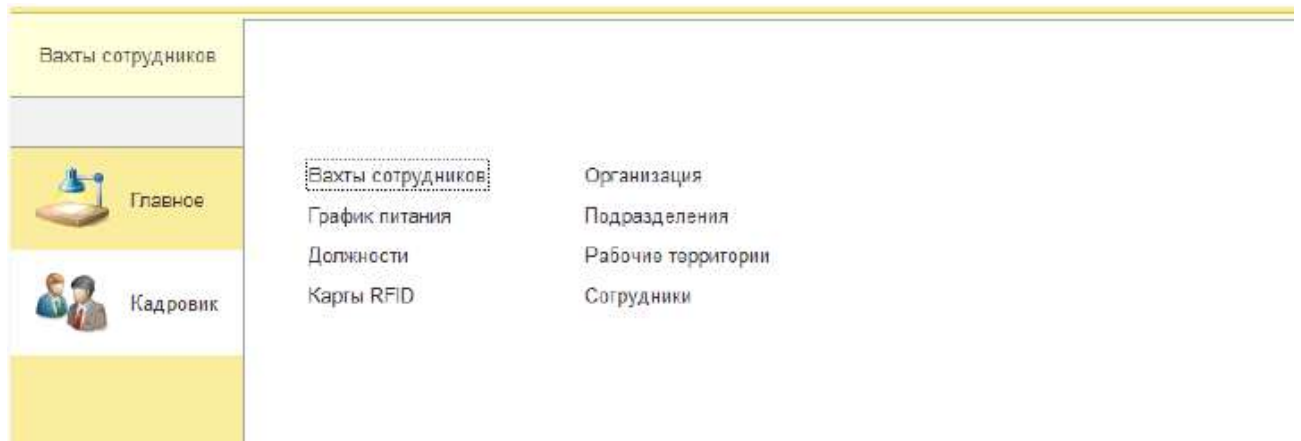 Вахты сотрудников
Главное
Кадровик
Вахты сотрудников
График питания
Должности
Карты RFID
Организация
Подразделения
Рабочие территории
Сотрудники